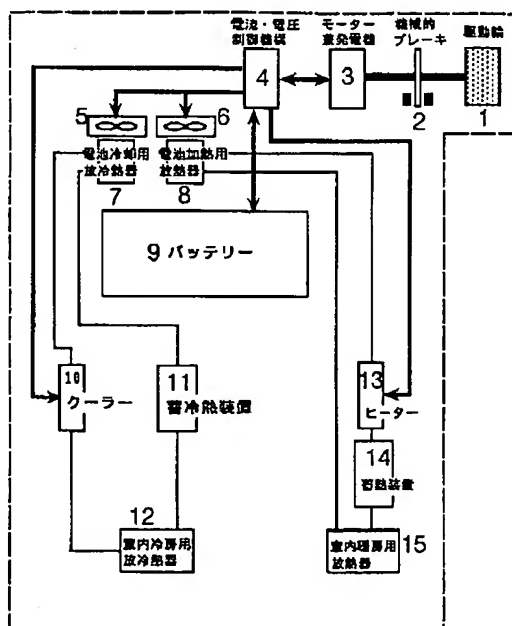 電流・電圧
制御機構
モーター
兼発電機
機械的
ブレーキ
駆動輪
4
3
2
1
5
6
電池冷却用
放冷熱器
電池加熱用
放熱器
7
8
9 バッテリー
10
クーラー
11
蓄冷熱装置
13
ヒーター
14
蓄熱装置
12
室内冷房用
放冷熱器
室内暖房用
放熱器
15